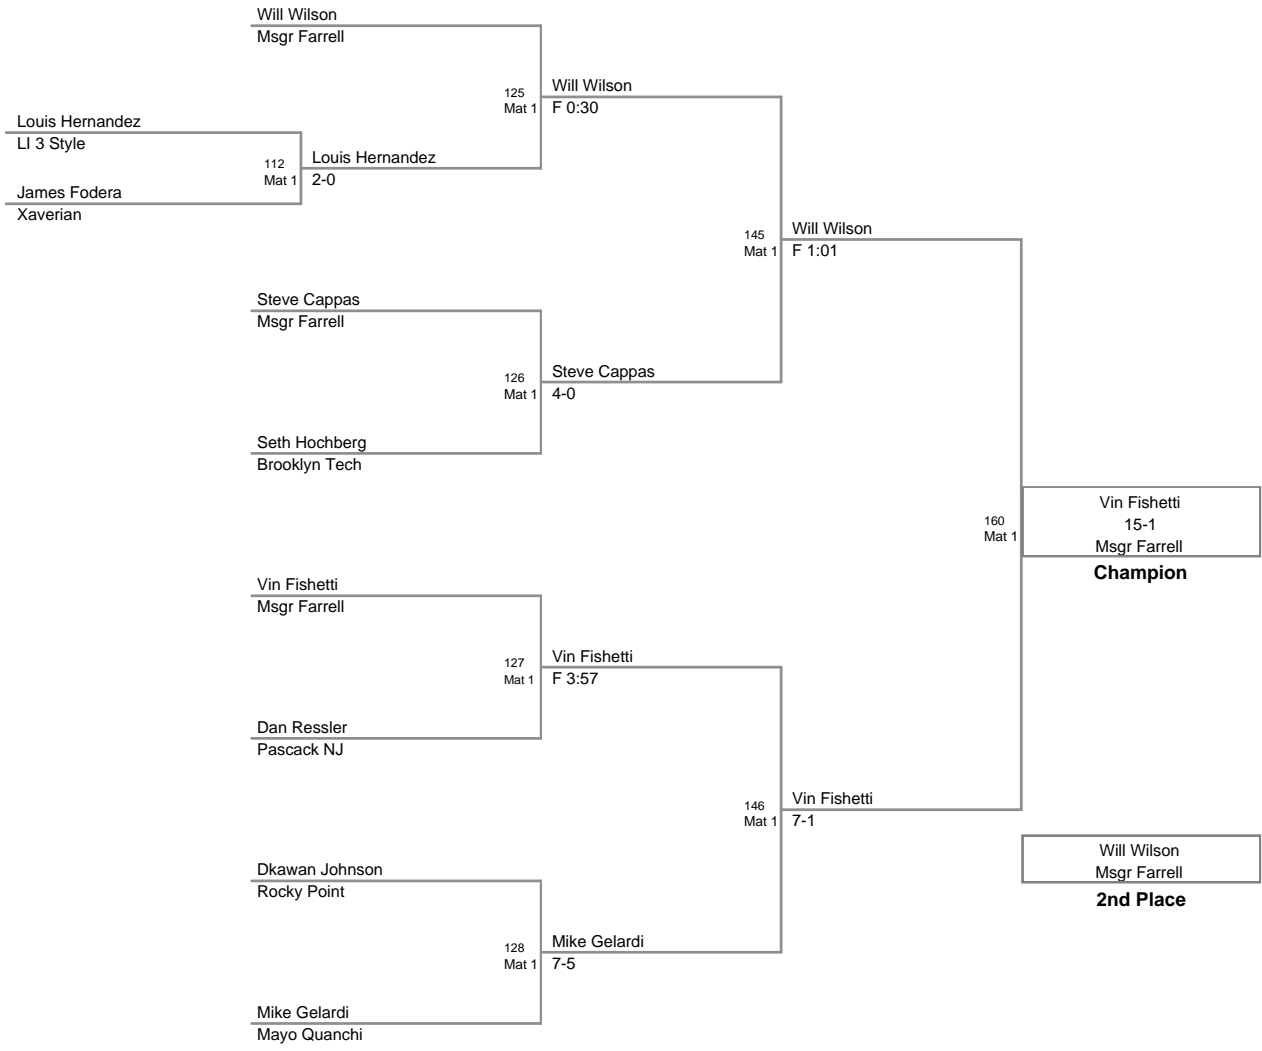 Will Wilson
Msgr Farrell
125
Mat 1
Will Wilson
F 0:30
Louis Hernandez
LI 3 Style
112
Mat 1
Louis Hernandez
2-0
James Fodera
Xaverian
145
Mat 1
Will Wilson
F 1:01
Steve Cappas
Msgr Farrell
126
Mat 1
Steve Cappas
4-0
Seth Hochberg
Brooklyn Tech
160
Mat 1
Vin Fishetti
15-1
Msgr Farrell
Champion
Vin Fishetti
Msgr Farrell
127
Mat 1
Vin Fishetti
F 3:57
Dan Ressler
Pascack NJ
146
Mat 1
Vin Fishetti
7-1
Dkawan Johnson
Rocky Point
Will Wilson
Msgr Farrell
2nd Place
128
Mat 1
Mike Gelardi
7-5
Mike Gelardi
Mayo Quanchi